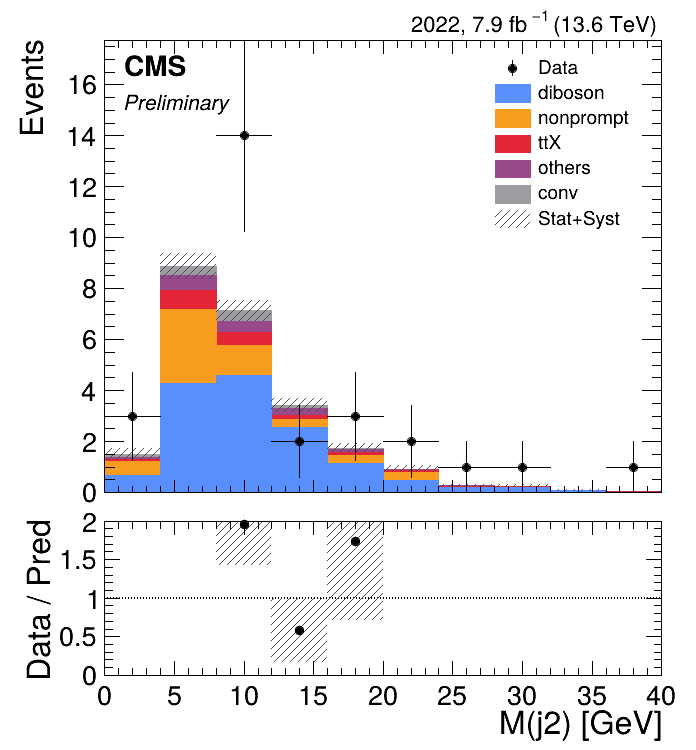 2022, 7.9 fb⁻¹ (13.6 TeV)
Events
CMS
Preliminary
Data
diboson
nonprompt
ttX
others
conv
Stat+Syst
16
14
12
10
8
6
4
2
0
Data / Pred
2
1.5
1
0.5
0
0 5 10 15 20 25 30 35 40
M(j2) [GeV]